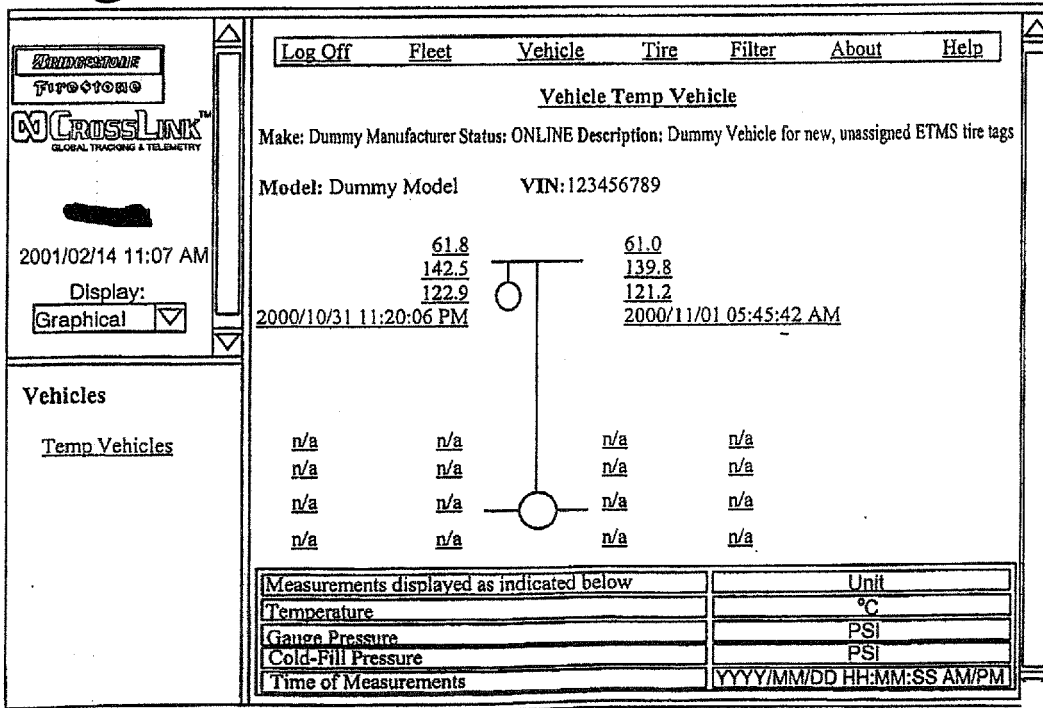 BRIDGESTONE
Firestone
CROSSLINK™
GLOBAL TRACKING & TELEMETRY
2001/02/14 11:07 AM
Display:
Graphical
Vehicles
Temp Vehicles
Log Off Fleet Vehicle Tire Filter About Help
Vehicle Temp Vehicle
Make: Dummy Manufacturer Status: ONLINE Description: Dummy Vehicle for new, unassigned ETMS tire tags
Model: Dummy Model VIN:123456789
61.8 61.0
142.5 139.8
122.9 121.2
2000/10/31 11:20:06 PM 2000/11/01 05:45:42 AM
n/a n/a n/a n/a
n/a n/a n/a n/a
n/a n/a n/a n/a
n/a n/a n/a n/a
Measurements displayed as indicated below Unit
Temperature °C
Gauge Pressure PSI
Cold-Fill Pressure PSI
Time of Measurements YYYY/MM/DD HH:MM:SS AM/PM